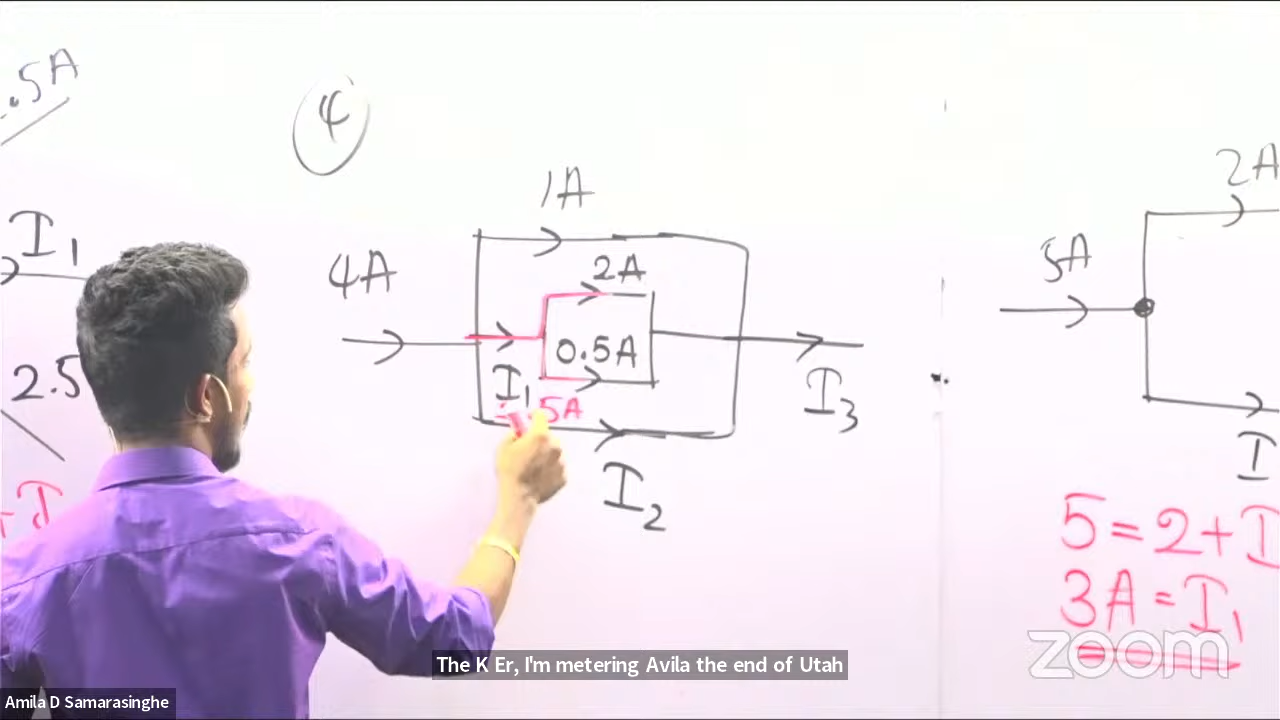 .5A
4
I₁
2.5
1A
4A
2A
0.5A
I₁
5A
I₂
I₃
2A
5A
I
5=2+I
3A=I₁
zoom
The K Er, I'm metering Avila the end of Utah
Amila D Samarasinghe